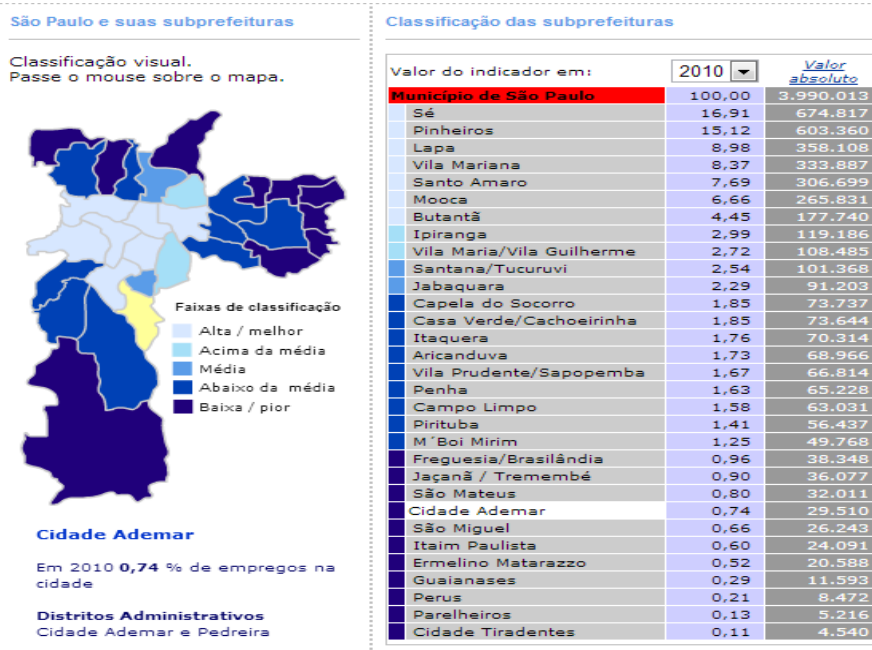 São Paulo e suas subprefeituras
Classificação visual.
Passe o mouse sobre o mapa.
Faixas de classificação
Alta / melhor
Acima da média
Média
Abaixo da média
Baixa / pior
Cidade Ademar
Em 2010 0,74 % de empregos na
cidade
Distritos Administrativos
Cidade Ademar e Pedreira
Classificação das subprefeituras
Valor do indicador em: 2010 Valor
absoluto
Município de São Paulo 100,00 3.990.013
Sé 16,91 674.817
Pinheiros 15,12 603.360
Lapa 8,98 358.108
Vila Mariana 8,37 333.887
Santo Amaro 7,69 306.699
Mooca 6,66 265.831
Butantã 4,45 177.740
Ipiranga 2,99 119.186
Vila Maria/Vila Guilherme 2,72 108.485
Santana/Tucuruvi 2,54 101.368
Jabaquara 2,29 91.203
Capela do Socorro 1,85 73.737
Casa Verde/Cachoeirinha 1,85 73.644
Itaquera 1,76 70.314
Aricanduva 1,73 68.966
Vila Prudente/Sapopemba 1,67 66.814
Penha 1,63 65.228
Campo Limpo 1,58 63.031
Pirituba 1,41 56.437
M´Boi Mirim 1,25 49.768
Freguesia/Brasilândia 0,96 38.348
Jaçanã / Tremembé 0,90 36.077
São Mateus 0,80 32.011
Cidade Ademar 0,74 29.510
São Miguel 0,66 26.243
Itaim Paulista 0,60 24.091
Ermelino Matarazzo 0,52 20.588
Guaianases 0,29 11.593
Perus 0,21 8.472
Parelheiros 0,13 5.216
Cidade Tiradentes 0,11 4.540